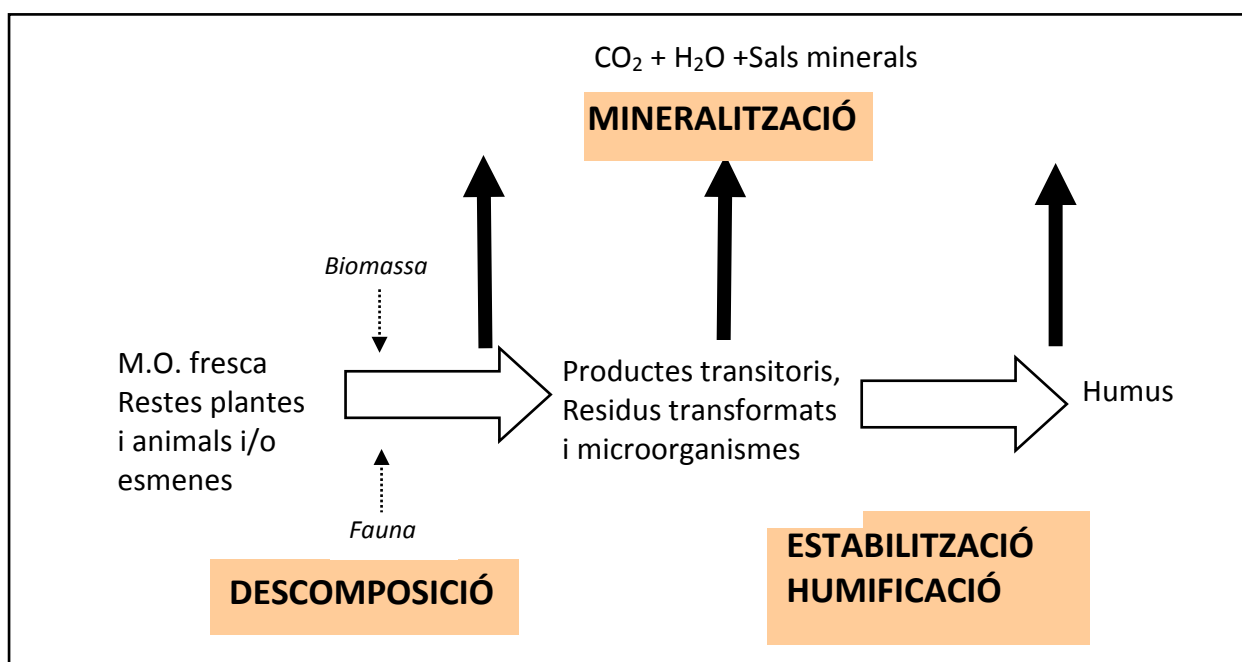 CO₂ + H₂O +Sals minerals
MINERALITZACIÓ
Biomassa
M.O. fresca
Restes plantes
i animals i/o
esmenes
Productes transitoris,
Residus transformats
i microorganismes
Humus
Fauna
DESCOMPOSICIÓ
ESTABILITZACIÓ
HUMIFICACIÓ